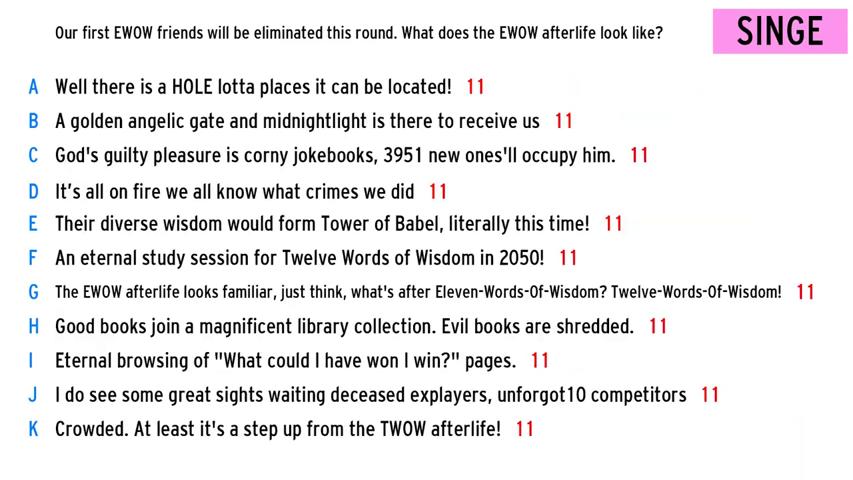 Our first EWOW friends will be eliminated this round. What does the EWOW afterlife look like?
SINGE
A Well there is a HOLE lotta places it can be located! 11
B A golden angelic gate and midnightlight is there to receive us 11
C God's guilty pleasure is corny jokebooks, 3951 new ones'll occupy him. 11
D It’s all on fire we all know what crimes we did 11
E Their diverse wisdom would form Tower of Babel, literally this time! 11
F An eternal study session for Twelve Words of Wisdom in 2050! 11
G The EWOW afterlife looks familiar, just think, what's after Eleven-Words-Of-Wisdom? Twelve-Words-Of-Wisdom! 11
H Good books join a magnificent library collection. Evil books are shredded. 11
I Eternal browsing of "What could I have won I win?" pages. 11
J I do see some great sights waiting deceased explayers, unforgot10 competitors 11
K Crowded. At least it's a step up from the TWOW afterlife! 11